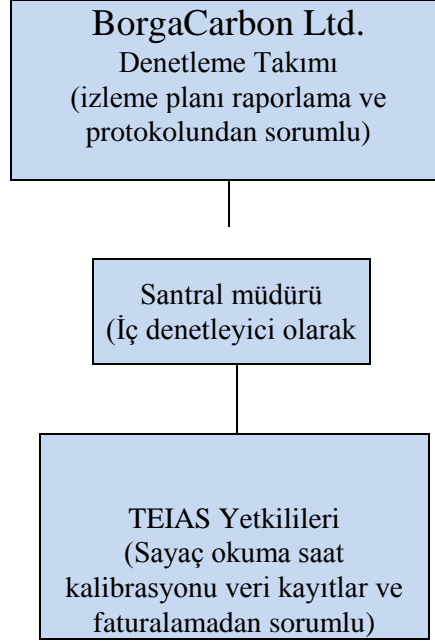 BorgaCarbon Ltd.
Denetleme Takımı
(izleme planı raporlama ve
protokolundan sorumlu)
Santral müdürü
(İç denetleyici olarak
TEIAS Yetkilileri
(Sayaç okuma saat
kalibrasyonu veri kayıtlar ve
faturalamadan sorumlu)